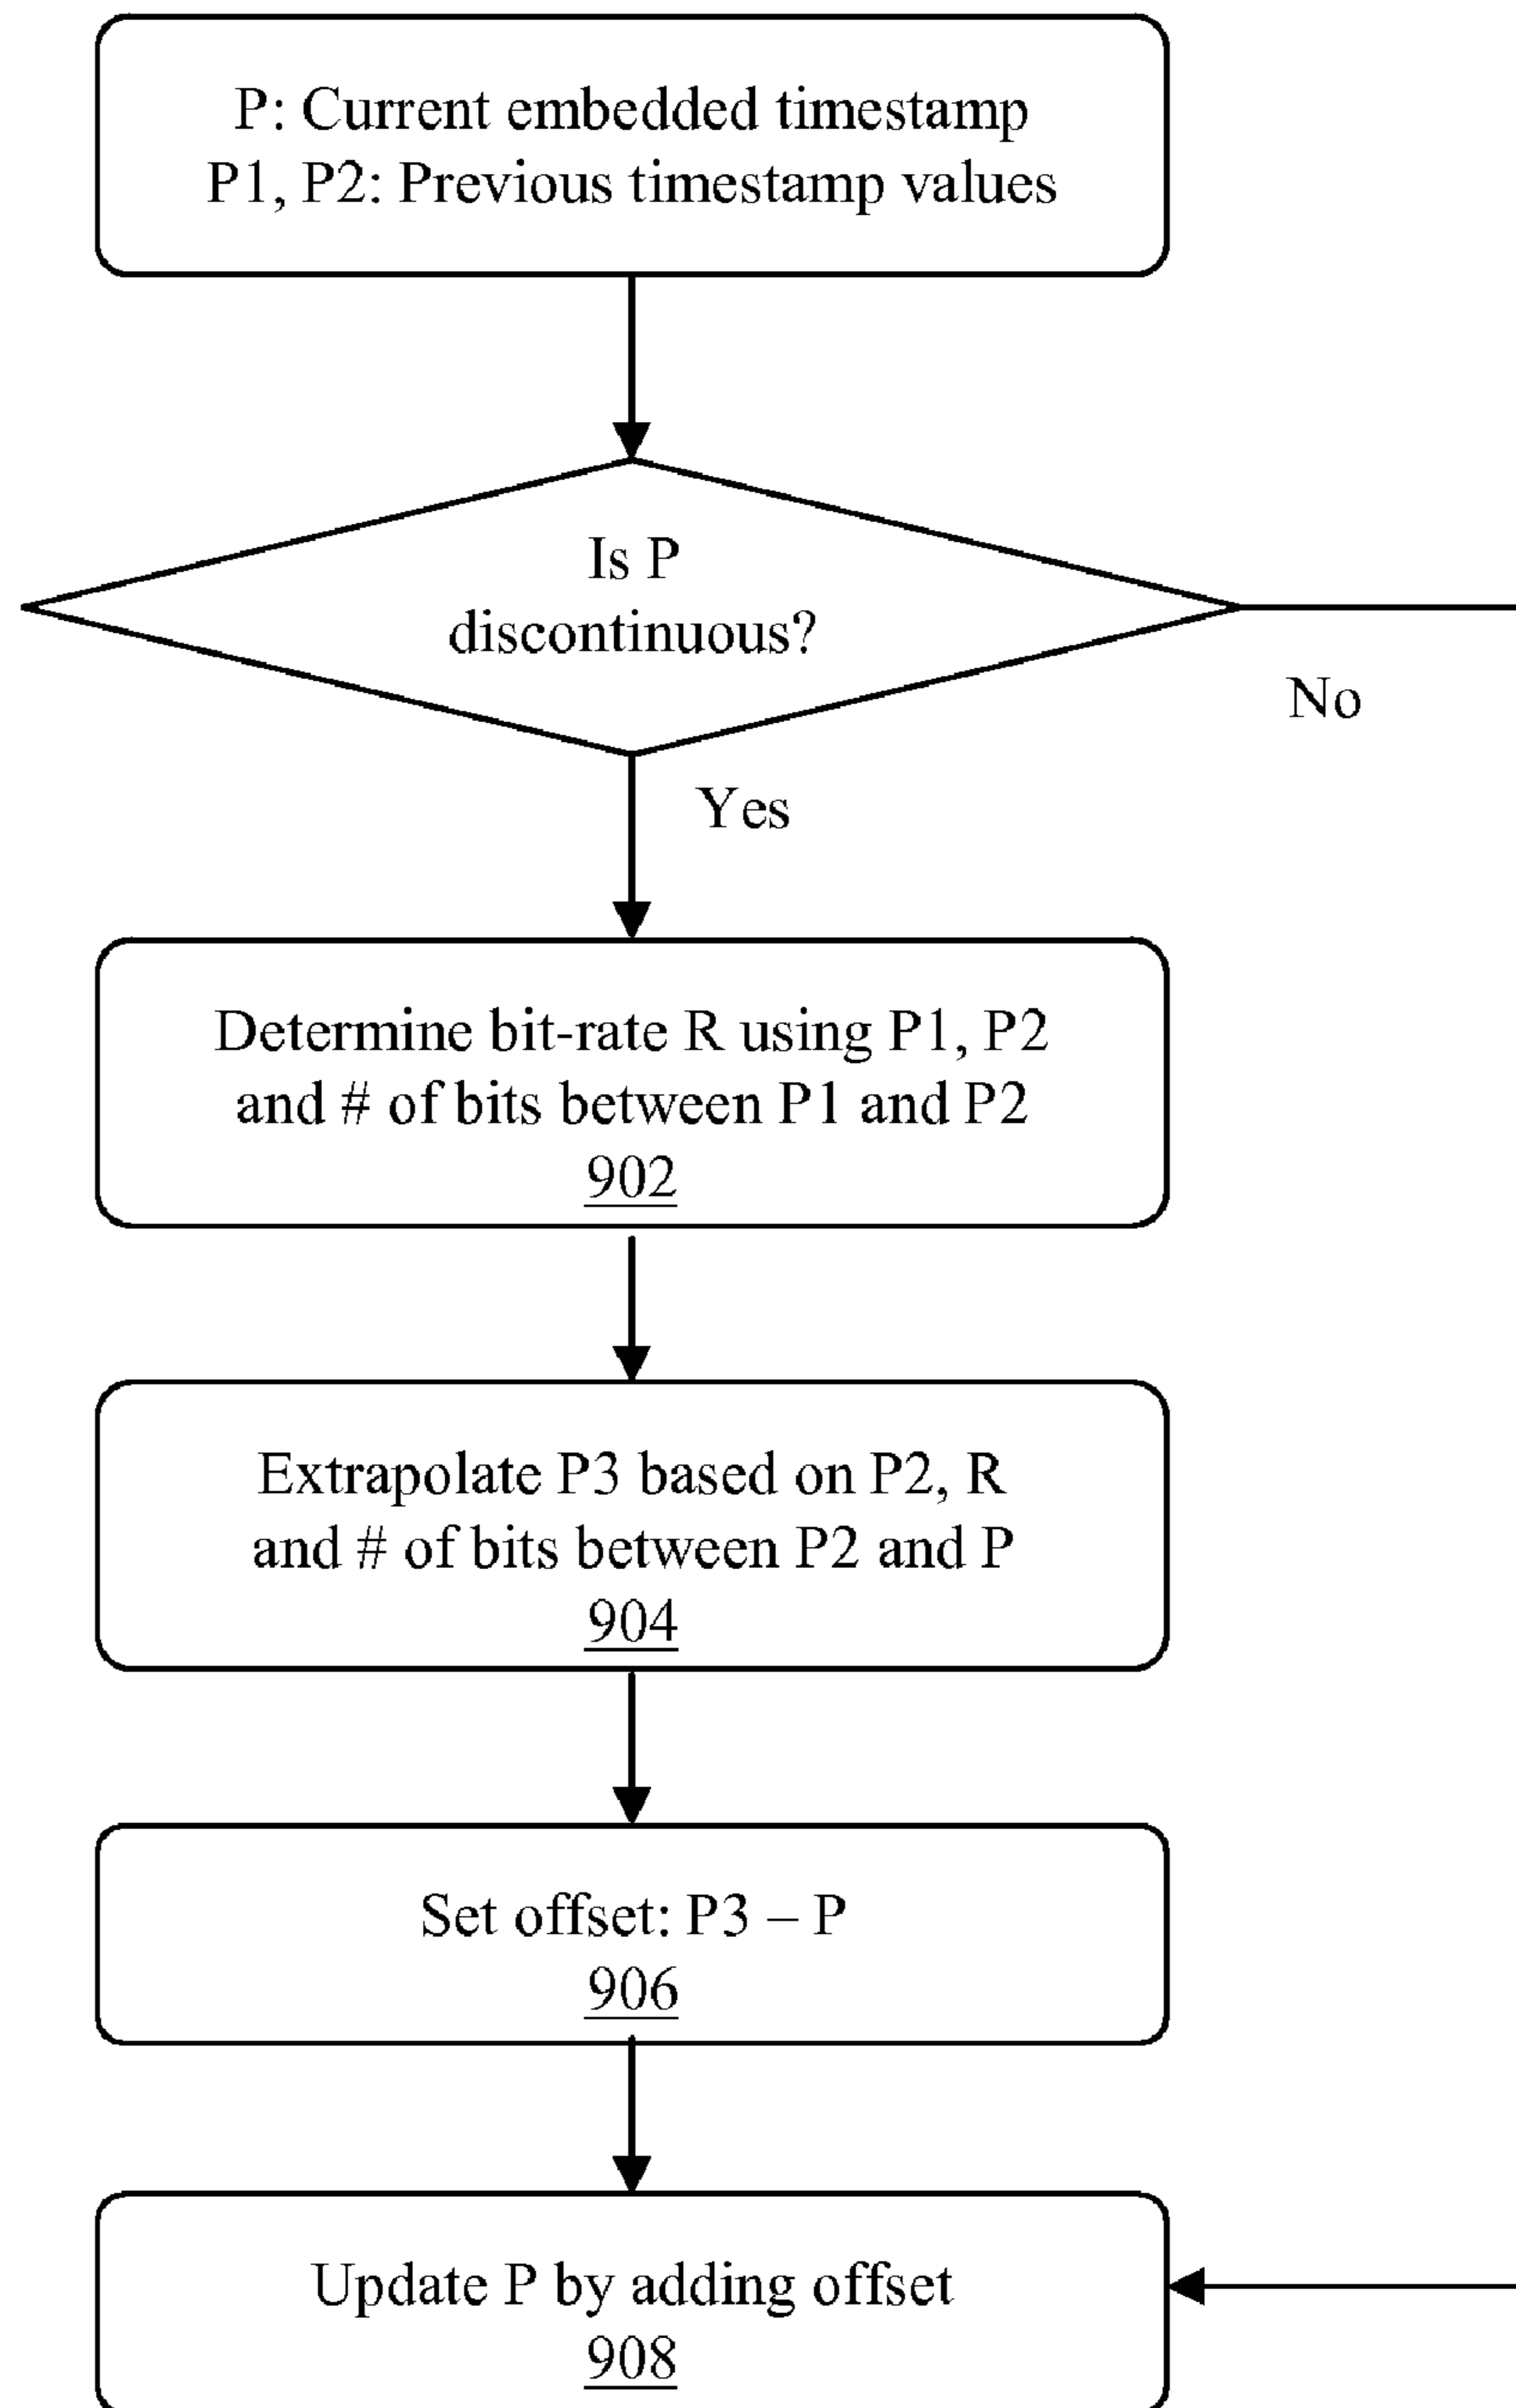 P: Current embedded timestamp
P1, P2: Previous timestamp values
Is P
discontinuous?
No
Yes
Determine bit-rate R using P1, P2
and # of bits between P1 and P2
902
Extrapolate P3 based on P2, R
and # of bits between P2 and P
904
Set offset: P3 – P
906
Update P by adding offset
908